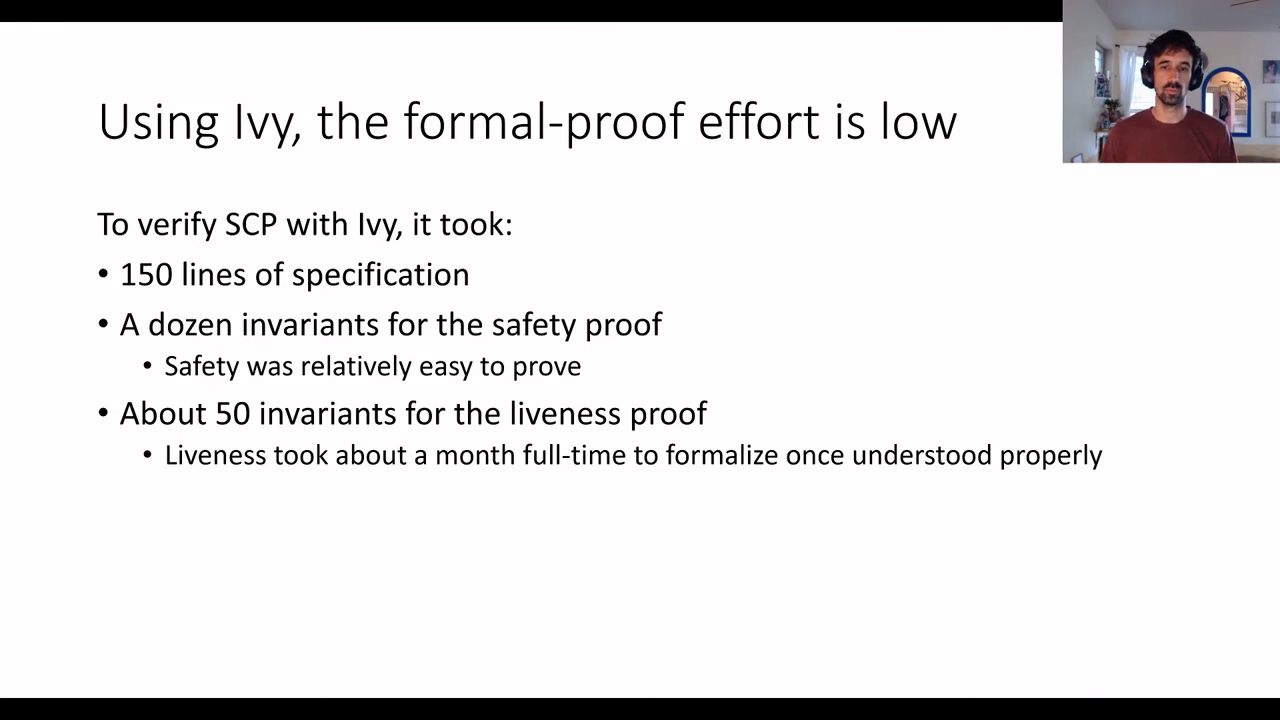 Using Ivy, the formal-proof effort is low
To verify SCP with Ivy, it took:
• 150 lines of specification
• A dozen invariants for the safety proof
• Safety was relatively easy to prove
• About 50 invariants for the liveness proof
• Liveness took about a month full-time to formalize once understood properly